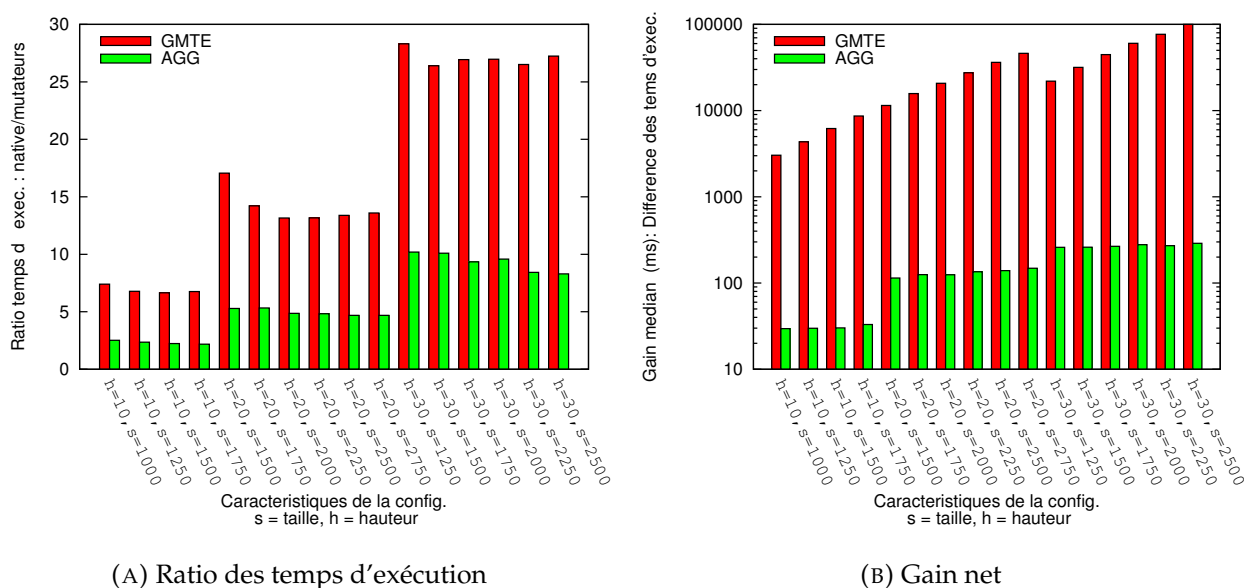 30
25
20
15
10
5
0
Ratio temps d exec. : native/mutateurs
GMTE
AGG
h=10,s=1000
h=10,s=1250
h=10,s=1500
h=10,s=1750
h=20,s=1500
h=20,s=1750
h=20,s=2000
h=20,s=2250
h=20,s=2500
h=20,s=2750
h=30,s=1250
h=30,s=1500
h=30,s=1750
h=30,s=2000
h=30,s=2250
h=30,s=2500
Caracteristiques de la config.
s = taille, h = hauteur
(A) Ratio des temps d'exécution
100000
10000
1000
100
10
Gain median (ms): Difference des tems d'exec.
GMTE
AGG
h=10,s=1000
h=10,s=1250
h=10,s=1500
h=10,s=1750
h=20,s=1500
h=20,s=1750
h=20,s=2000
h=20,s=2250
h=20,s=2500
h=20,s=2750
h=30,s=1250
h=30,s=1500
h=30,s=1750
h=30,s=2000
h=30,s=2250
h=30,s=2500
Caracteristiques de la config.
s = taille, h = hauteur
(B) Gain net